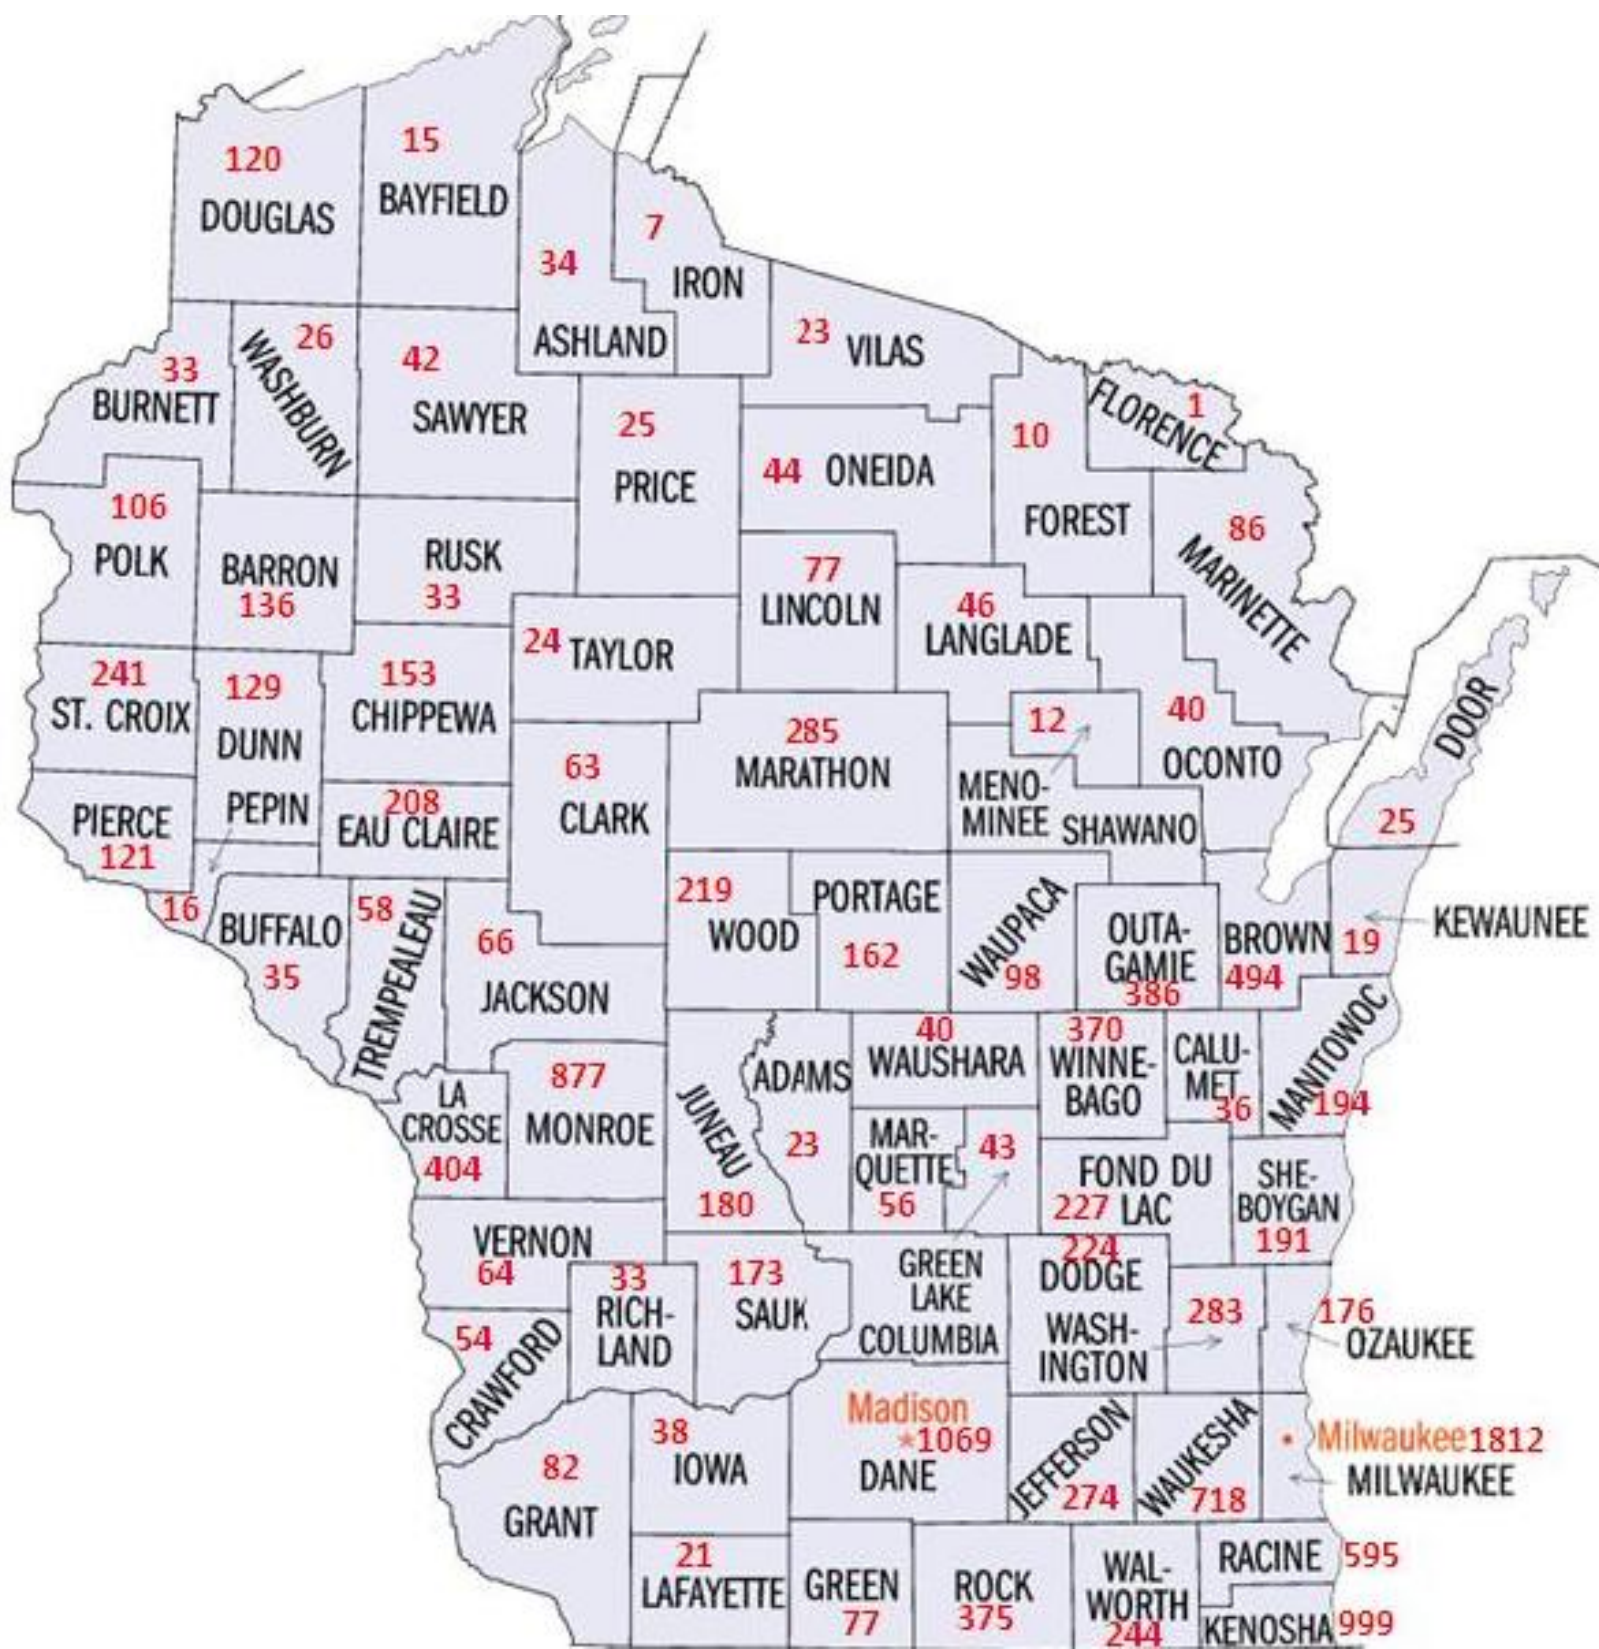 120
DOUGLAS
15
BAYFIELD
34
ASHLAND
7
IRON
23 VILAS
33
BURNETT
26
WASHBURN
42
SAWYER
25
PRICE
44 ONEIDA
10
FOREST
1
FLORENCE
86
MARINETTE
106
POLK
BARRON
136
RUSK
33
77
LINCOLN
46
LANGLADE
24 TAYLOR
241
ST. CROIX
129
DUNN
153
CHIPPEWA
285
MARATHON
12
MENO-
MINEE
40
OCONTO
SHAWANO
DOOR
25
PIERCE
121
PEPIN
16
208
EAU CLAIRE
63
CLARK
BUFFALO
35
58
TREMPEALEAU
66
JACKSON
219
WOOD
PORTAGE
162
WAUPACA
98
OUTA-
GAMIE
386
BROWN
494
19
KEWAUNEE
LA
CROSSE
404
877
MONROE
JUNEAU
180
ADAMS
23
40
WAUSHARA
370
WINNE-
BAGO
CALU-
MET
36
MANITOWOC
194
MAR-
QUETTE
56
43
GREEN
LAKE
FOND DU
227 LAC
SHE-
BOYGAN
191
VERNON
64
33
RICH-
LAND
173
SAUK
COLUMBIA
224
DODGE
WASH-
INGTON
283
176
OZAUKEE
54
CRAWFORD
82
GRANT
38
IOWA
Madison
*1069
DANE
JEFFERSON
274
WAUKESHA
718
Milwaukee 1812
MILWAUKEE
21
LAFAYETTE
GREEN
77
ROCK
375
WAL-
WORTH
244
RACINE 595
KENOSHA 999